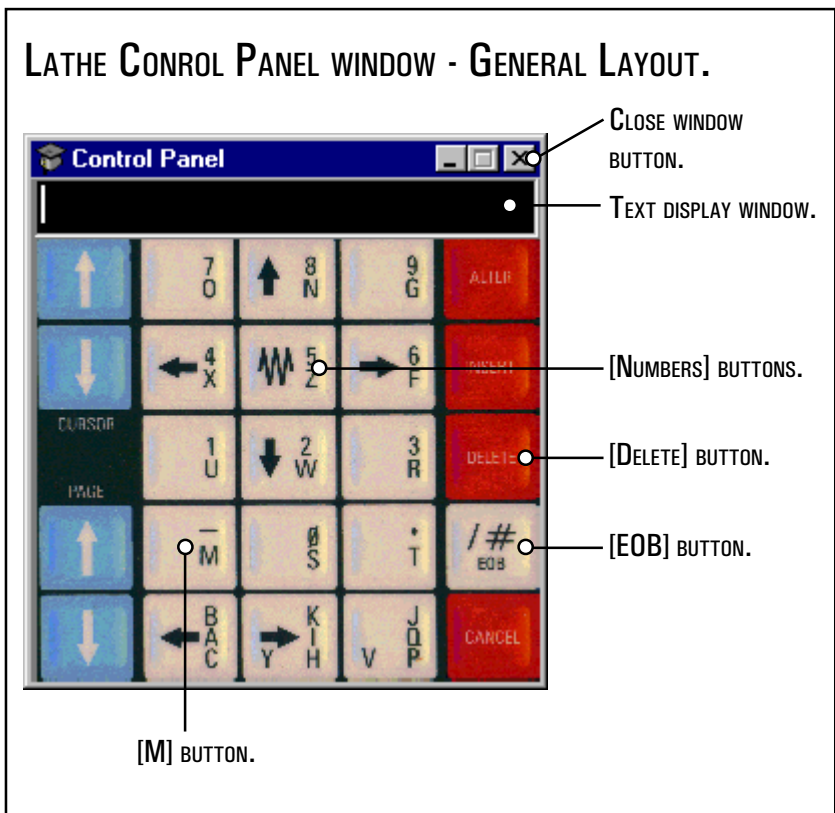 LATHE CONROL PANEL WINDOW - GENERAL LAYOUT.
CLOSE WINDOW
BUTTON.
Control Panel
TEXT DISPLAY WINDOW.
7 8 9
O N G ALTER
4 5 6
X Z F INSERT
[NUMBERS] BUTTONS.
CURSOR
1 2 3
U W R DELETE
[DELETE] BUTTON.
PAGE
— Ø •
M S T
/ #
EOB
[EOB] BUTTON.
B K J
A I Q
C Y H V P
CANCEL
[M] BUTTON.